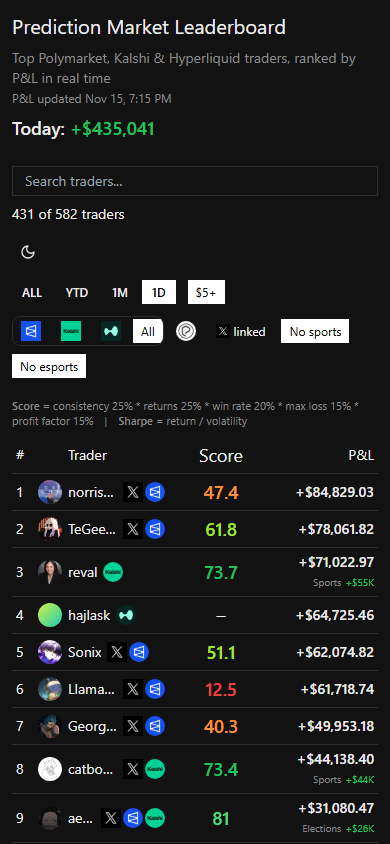 Prediction Market Leaderboard
Top Polymarket, Kalshi & Hyperliquid traders, ranked by
P&L in real time
P&L updated Nov 15, 7:15 PM
Today: +$435,041
Search traders...
431 of 582 traders
ALL YTD 1M 1D $5+
Kalshi All linked No sports
No esports
Score = consistency 25% * returns 25% * win rate 20% * max loss 15% *
profit factor 15% | Sharpe = return / volatility
# Trader Score P&L
1 norris... 47.4 +$84,829.03
2 TeGee... 61.8 +$78,061.82
3 reval Kalshi 73.7 +$71,022.97
Sports +$55K
4 hajlask – +$64,725.46
5 Sonix 51.1 +$62,074.82
6 Llama... 12.5 +$61,718.74
7 Georg... 40.3 +$49,953.18
8 catbo... Kalshi 73.4 +$44,138.40
Sports +$44K
9 ae... Kalshi 81 +$31,080.47
Elections +$26K